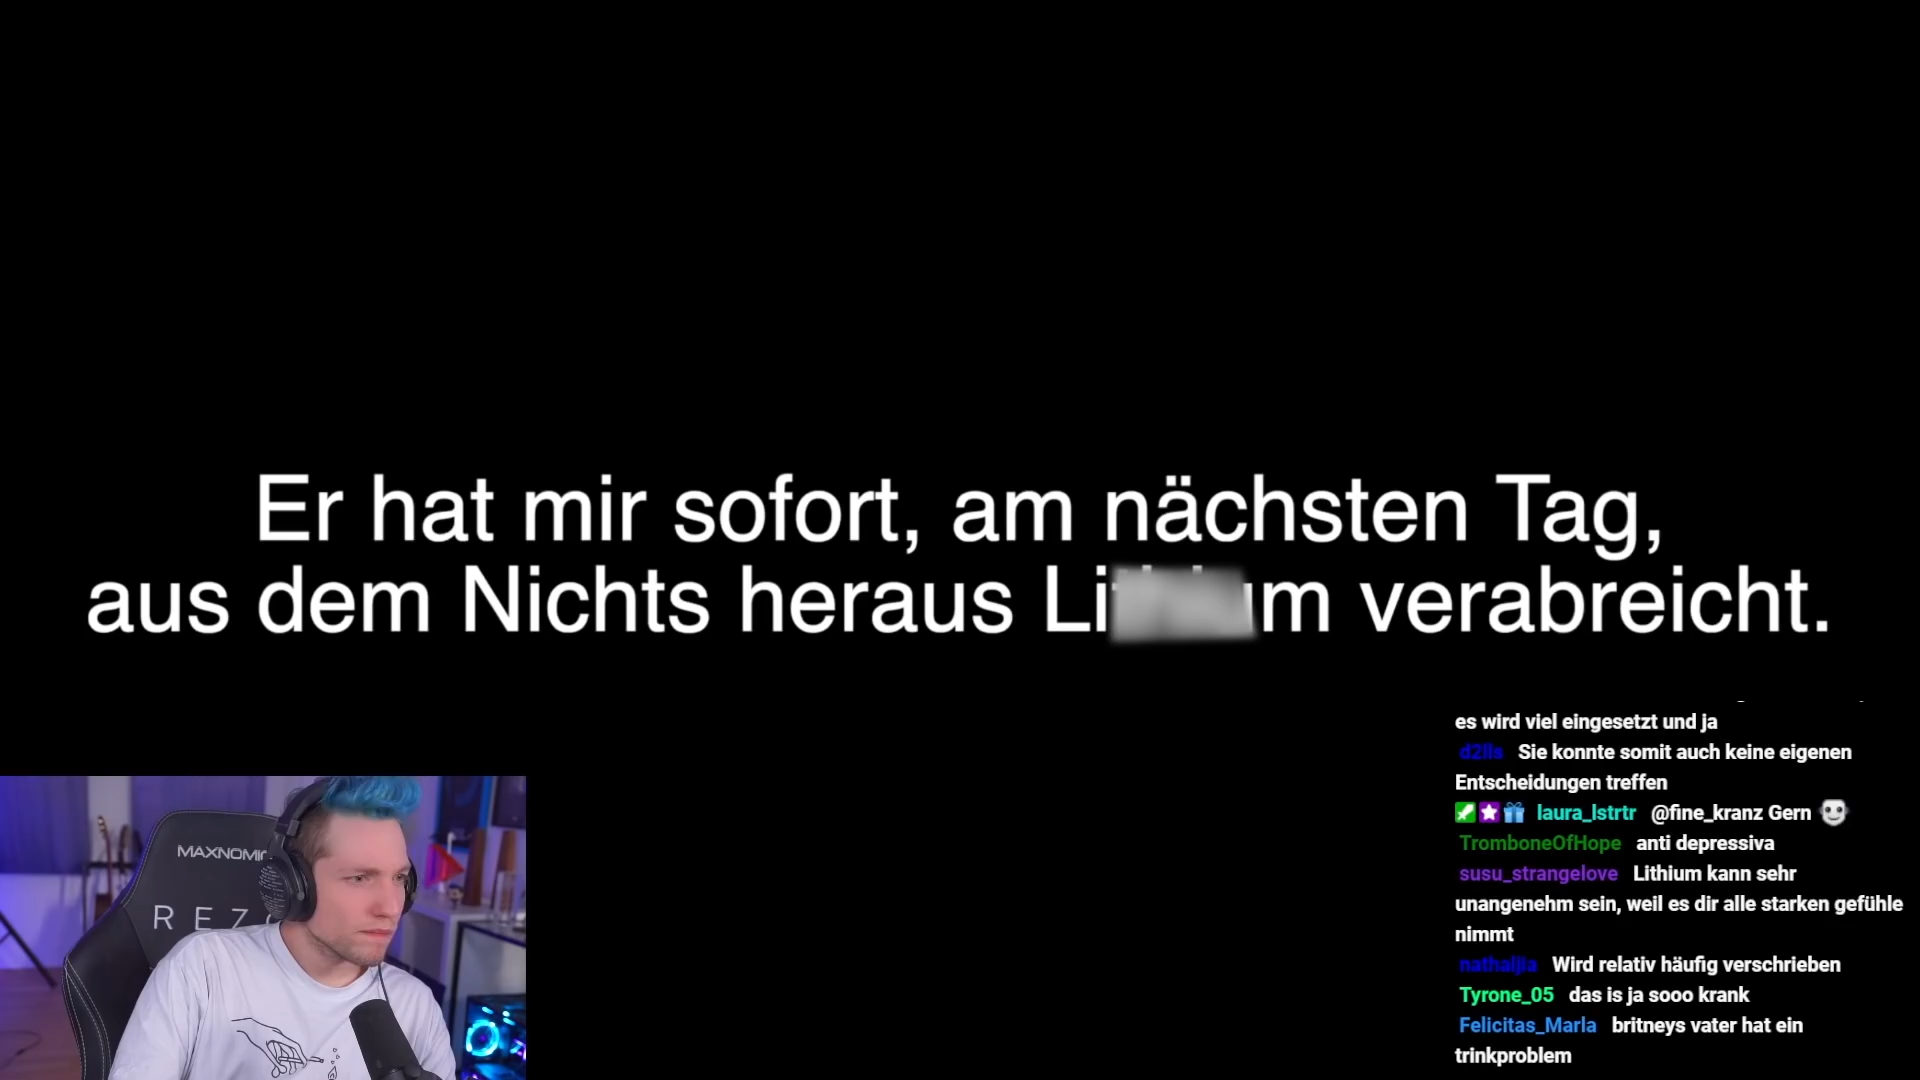 Er hat mir sofort, am nächsten Tag,
aus dem Nichts heraus verabreicht.
es wird viel eingesetzt und ja
d2lls Sie konnte somit auch keine eigenen
Entscheidungen treffen
laura_lstrtr @fine_kranz Gern
TromboneOfHope anti depressiva
susu_strangelove Lithium kann sehr
unangenehm sein, weil es dir alle starken gefühle
nimmt
nathaljia Wird relativ häufig verschrieben
Tyrone_05 das is ja sooo krank
Felicitas_Marla britneys vater hat ein
trinkproblem
MAXNOMIC